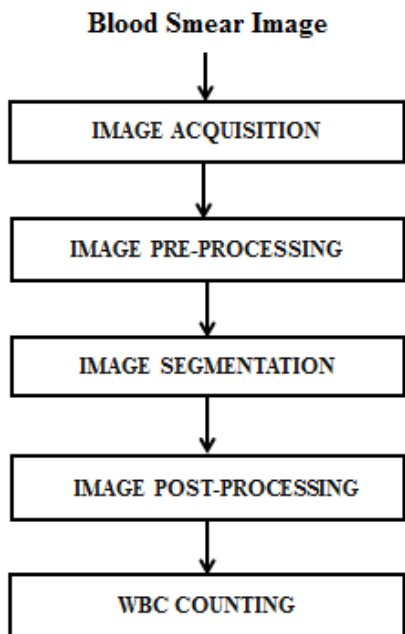 Blood Smear Image
IMAGE ACQUISITION
IMAGE PRE-PROCESSING
IMAGE SEGMENTATION
IMAGE POST-PROCESSING
WBC COUNTING